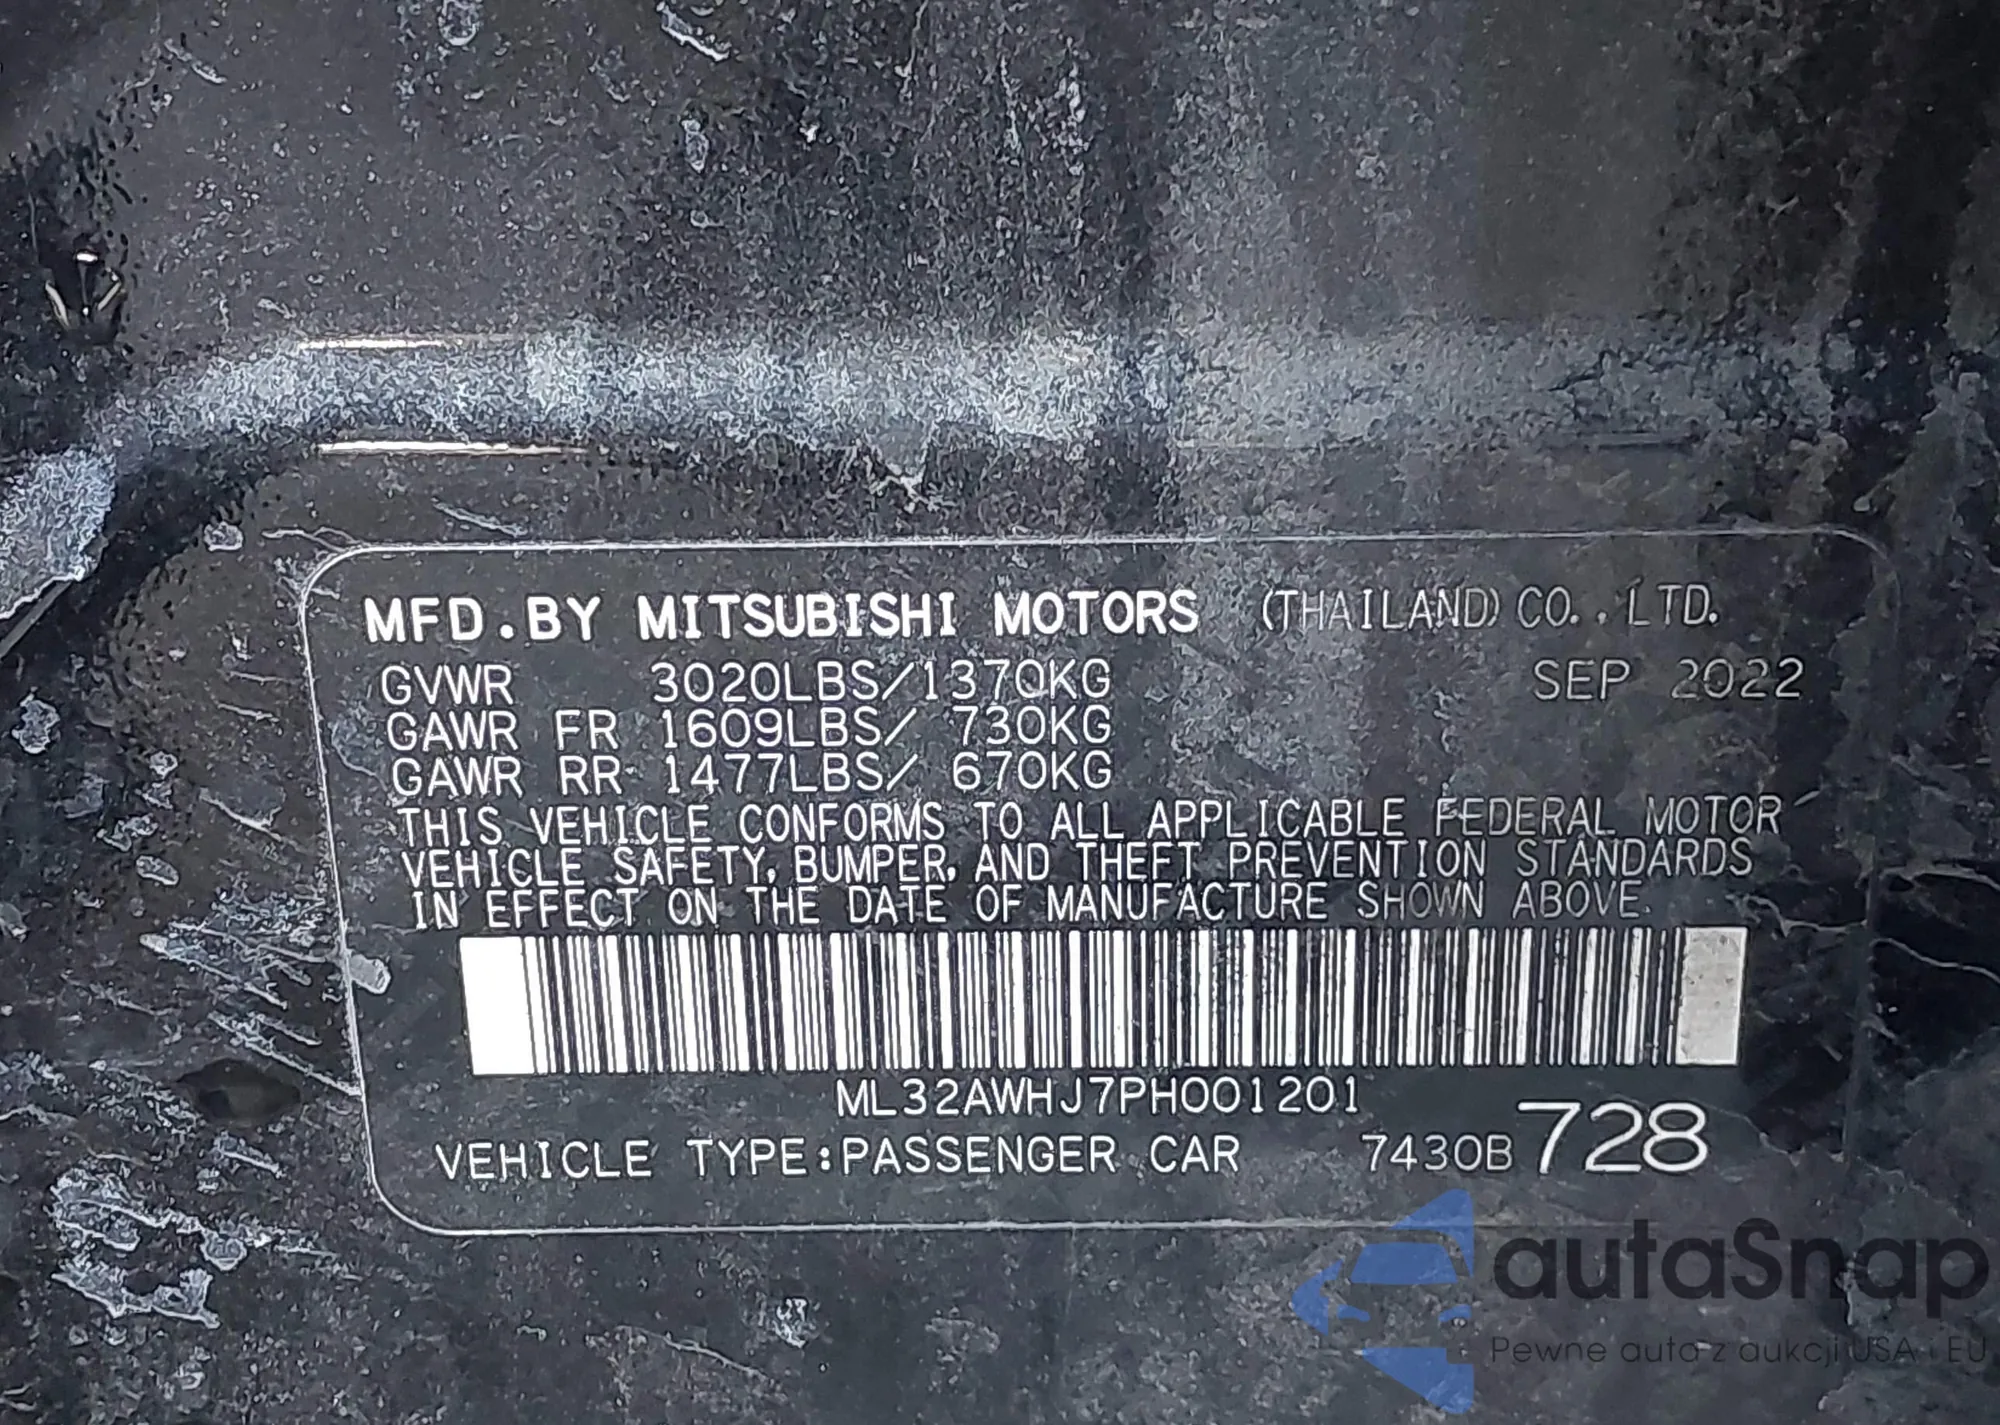 MFD.BY MITSUBISHI MOTORS (THAILAND) CO.,LTD.
GVWR 3020LBS/1370KG SEP 2022
GAWR FR 1609LBS/ 730KG
GAWR RR 1477LBS/ 670KG
THIS VEHICLE CONFORMS TO ALL APPLICABLE FEDERAL MOTOR
VEHICLE SAFETY, BUMPER, AND THEFT PREVENTION STANDARDS
IN EFFECT ON THE DATE OF MANUFACTURE SHOWN ABOVE.
ML32AWHJ7PH001201
VEHICLE TYPE:PASSENGER CAR 7430B 728
autaSnap
Pewne auta z aukcji USA i EU